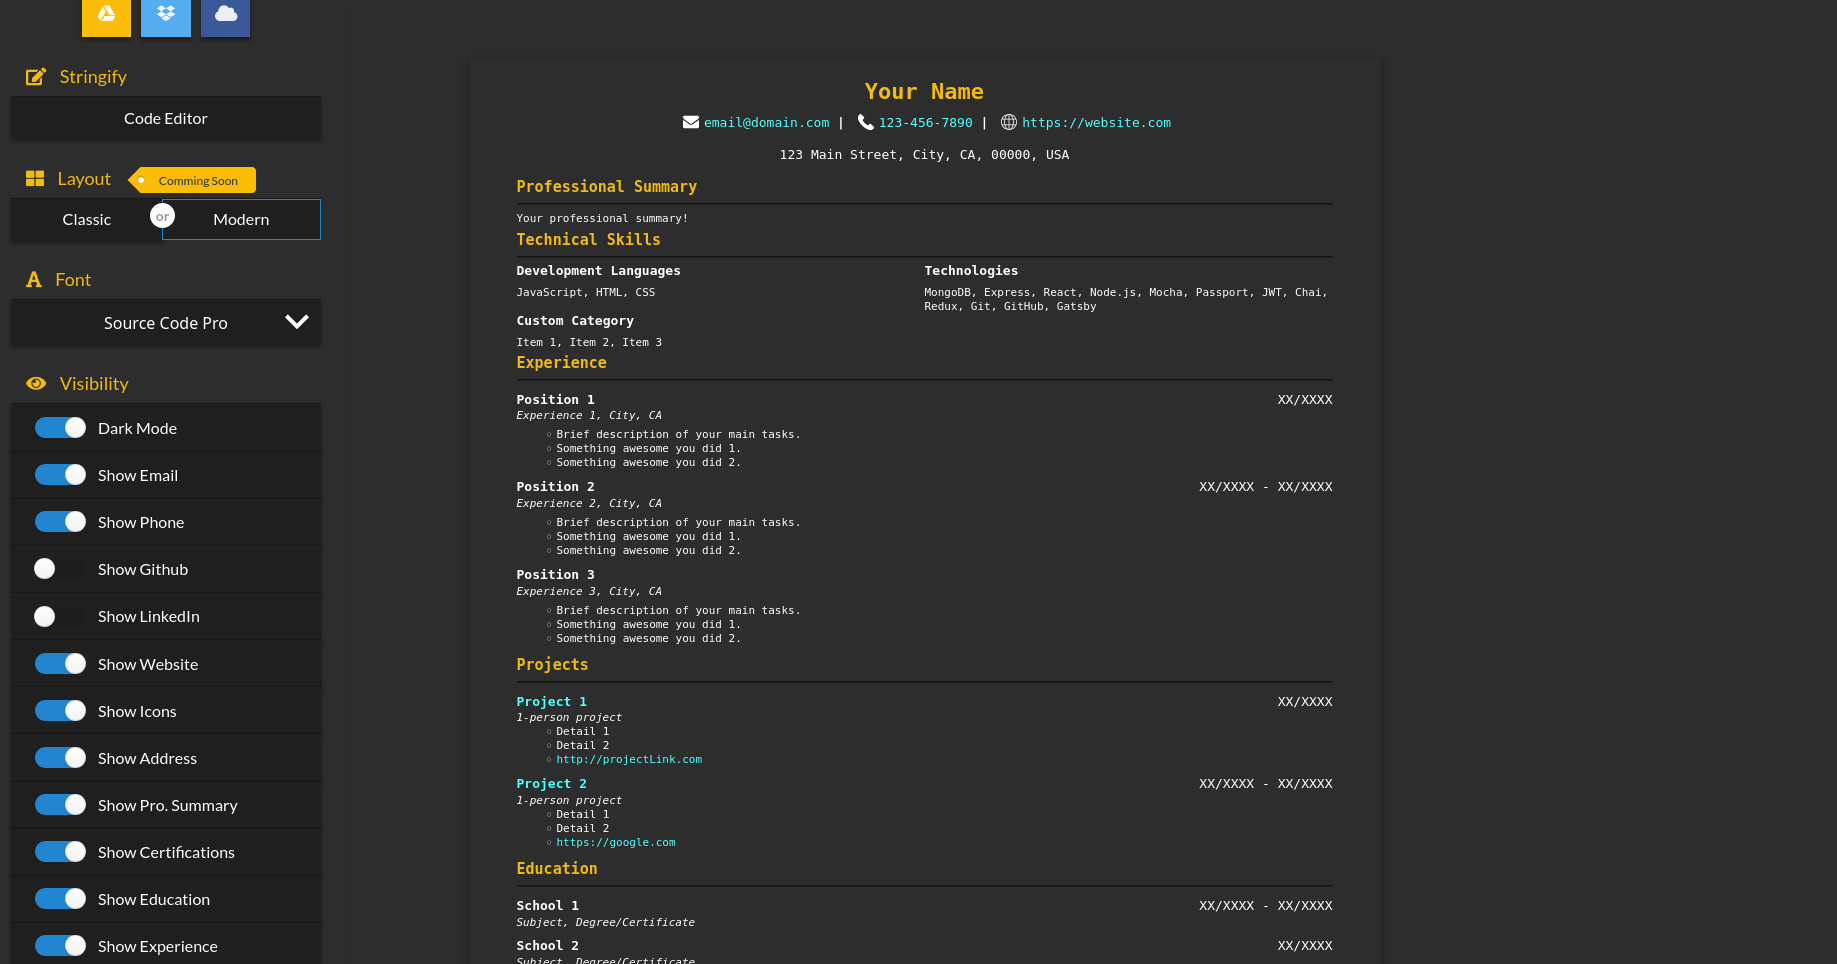 Stringify
Code Editor
Layout
Comming Soon
Classic
or
Modern
Font
Source Code Pro
Visibility
Dark Mode
Show Email
Show Phone
Show Github
Show LinkedIn
Show Website
Show Icons
Show Address
Show Pro. Summary
Show Certifications
Show Education
Show Experience
Your Name
email@domain.com | 123-456-7890 | https://website.com
123 Main Street, City, CA, 00000, USA
Professional Summary
Your professional summary!
Technical Skills
Development Languages
JavaScript, HTML, CSS
Technologies
MongoDB, Express, React, Node.js, Mocha, Passport, JWT, Chai,
Redux, Git, GitHub, Gatsby
Custom Category
Item 1, Item 2, Item 3
Experience
Position 1 XX/XXXX
Experience 1, City, CA
Brief description of your main tasks.
Something awesome you did 1.
Something awesome you did 2.
Position 2 XX/XXXX - XX/XXXX
Experience 2, City, CA
Brief description of your main tasks.
Something awesome you did 1.
Something awesome you did 2.
Position 3
Experience 3, City, CA
Brief description of your main tasks.
Something awesome you did 1.
Something awesome you did 2.
Projects
Project 1 XX/XXXX
1-person project
Detail 1
Detail 2
http://projectLink.com
Project 2 XX/XXXX - XX/XXXX
1-person project
Detail 1
Detail 2
https://google.com
Education
School 1 XX/XXXX - XX/XXXX
Subject, Degree/Certificate
School 2 XX/XXXX
Subject, Degree/Certificate